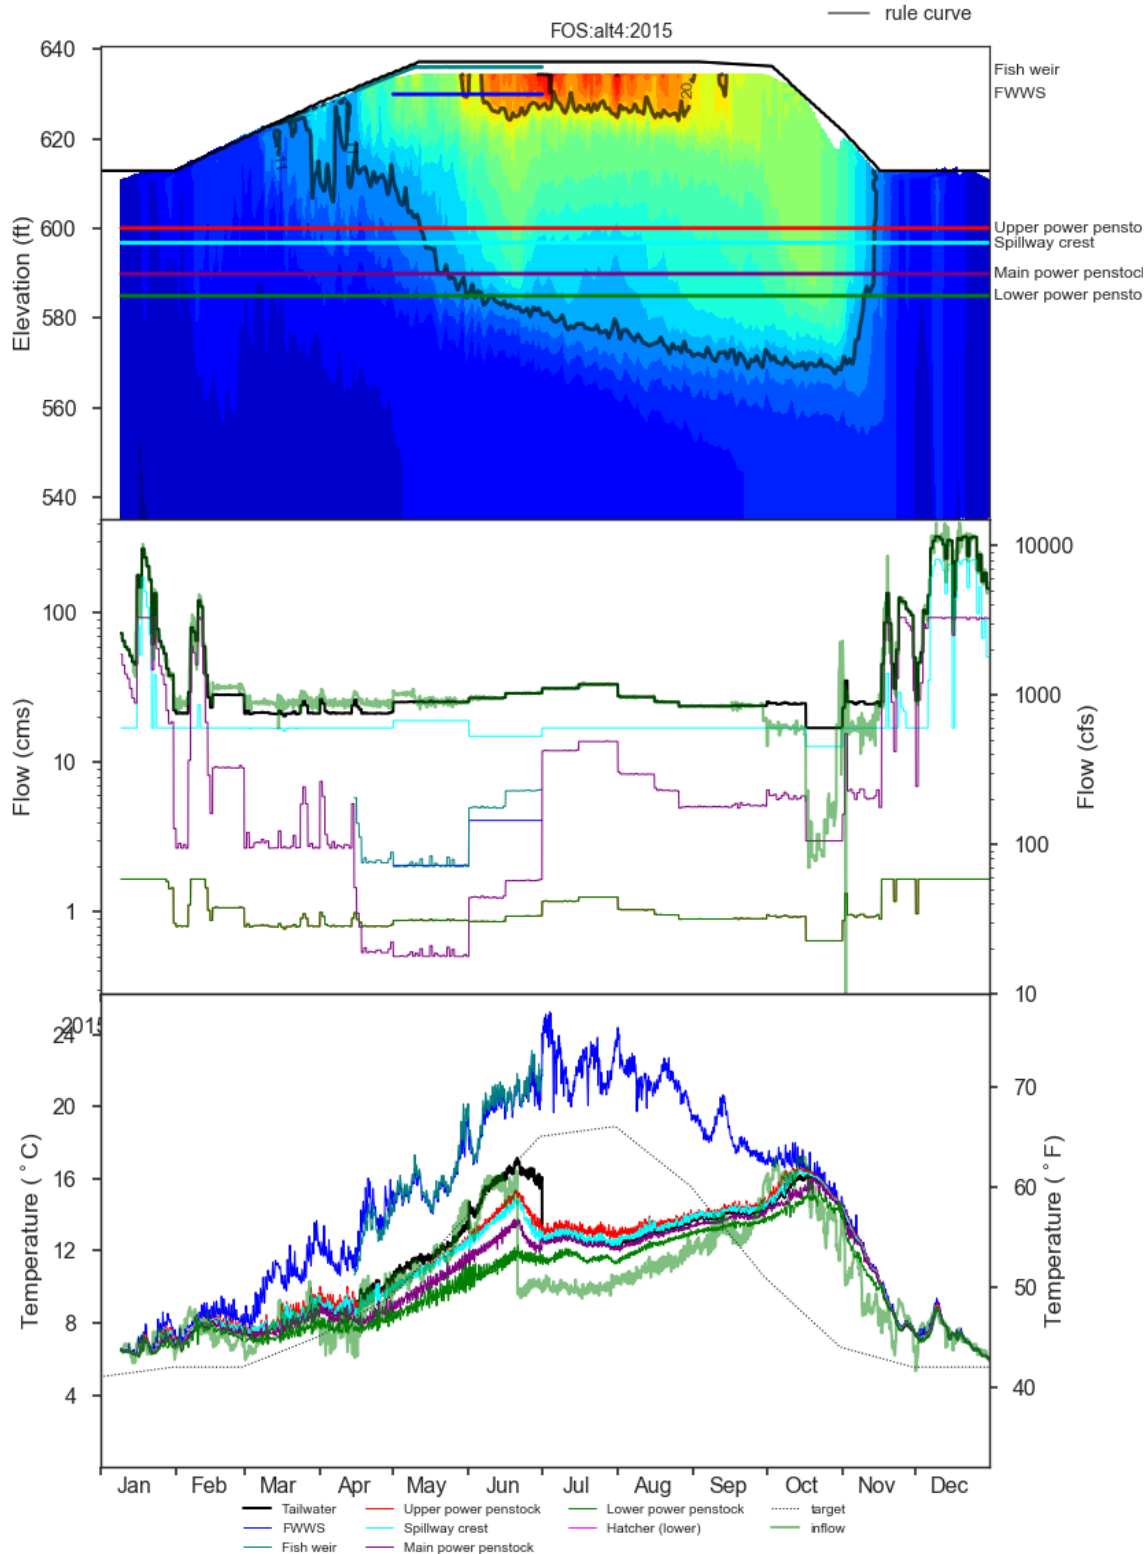 rule curve
FOS:alt4:2015
640
620
600
580
560
540
Elevation (ft)
Fish weir
FWWS
Upper power pensto
Spillway crest
Main power penstock
Lower power pensto
20
11
11
100
10
1
Flow (cms)
10000
1000
100
10
Flow (cfs)
2015
24
20
16
12
8
4
Temperature (°C)
70
60
50
40
Temperature (°F)
Jan Feb Mar Apr May Jun Jul Aug Sep Oct Nov Dec
Tailwater Upper power penstock Lower power penstock target
FWWS Spillway crest Hatcher (lower) inflow
Fish weir Main power penstock